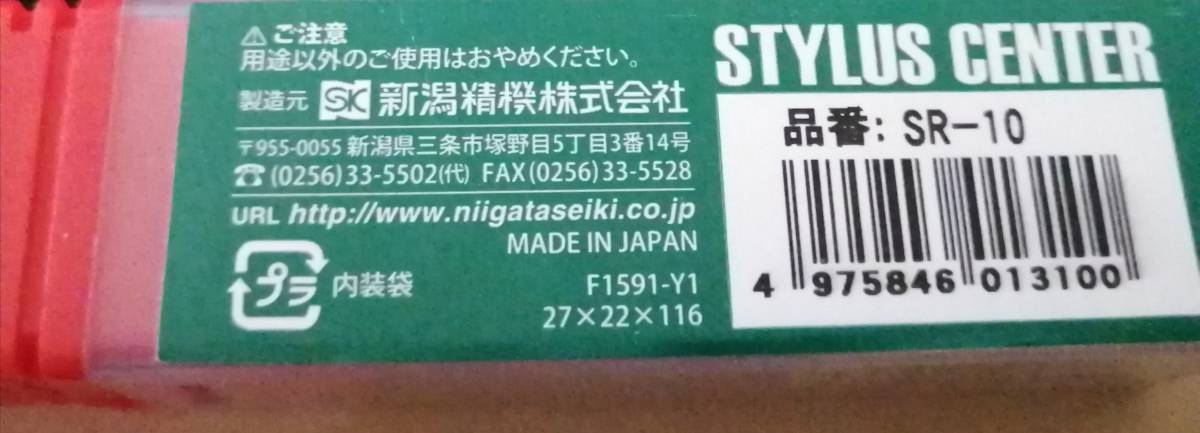 ⚠ご注意
用途以外のご使用はおやめください。
製造元 SK 新潟精機株式会社
〒955-0055 新潟県三条市塚野目5丁目3番14号
☎(0256)33-5502(代) FAX(0256)33-5528
URL http://www.niigataseiki.co.jp
MADE IN JAPAN
プラ 内装袋
F1591-Y1
27×22×116
STYLUS CENTER
品番: SR-10
4 975846 013100